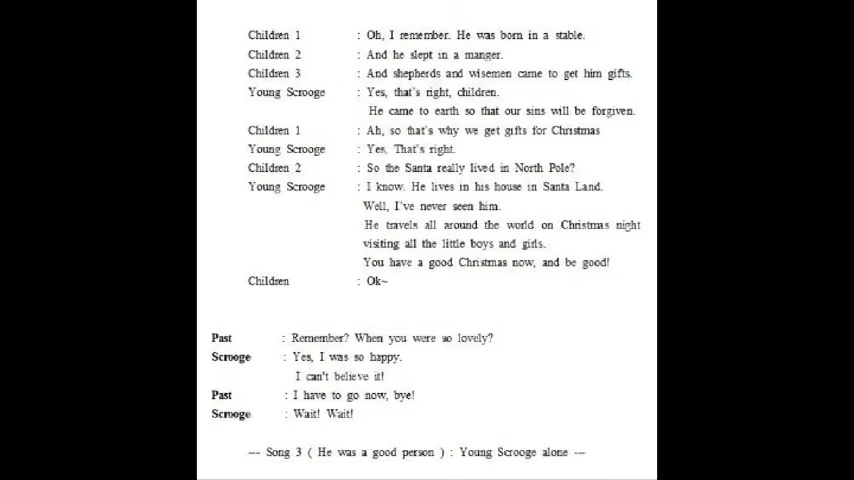 Children 1 : Oh, I remember. He was born in a stable.
Children 2 : And he slept in a manger.
Children 3 : And shepherds and wisemen came to get him gifts.
Young Scrooge : Yes, that's right, children.
He came to earth so that our sins will be forgiven.
Children 1 : Ah, so that's why we get gifts for Christmas
Young Scrooge : Yes, That's right.
Children 2 : So the Santa really lived in North Pole?
Young Scrooge : I know. He lives in his house in Santa Land.
Well, I've never seen him.
He travels all around the world on Christmas night
visiting all the little boys and girls.
You have a good Christmas now, and be good!
Children : Ok~
Past : Remember? When you were so lovely?
Scrooge : Yes, I was so happy.
I can't believe it!
Past : I have to go now, bye!
Scrooge : Wait! Wait!
--- Song 3 ( He was a good person ) : Young Scrooge alone ---